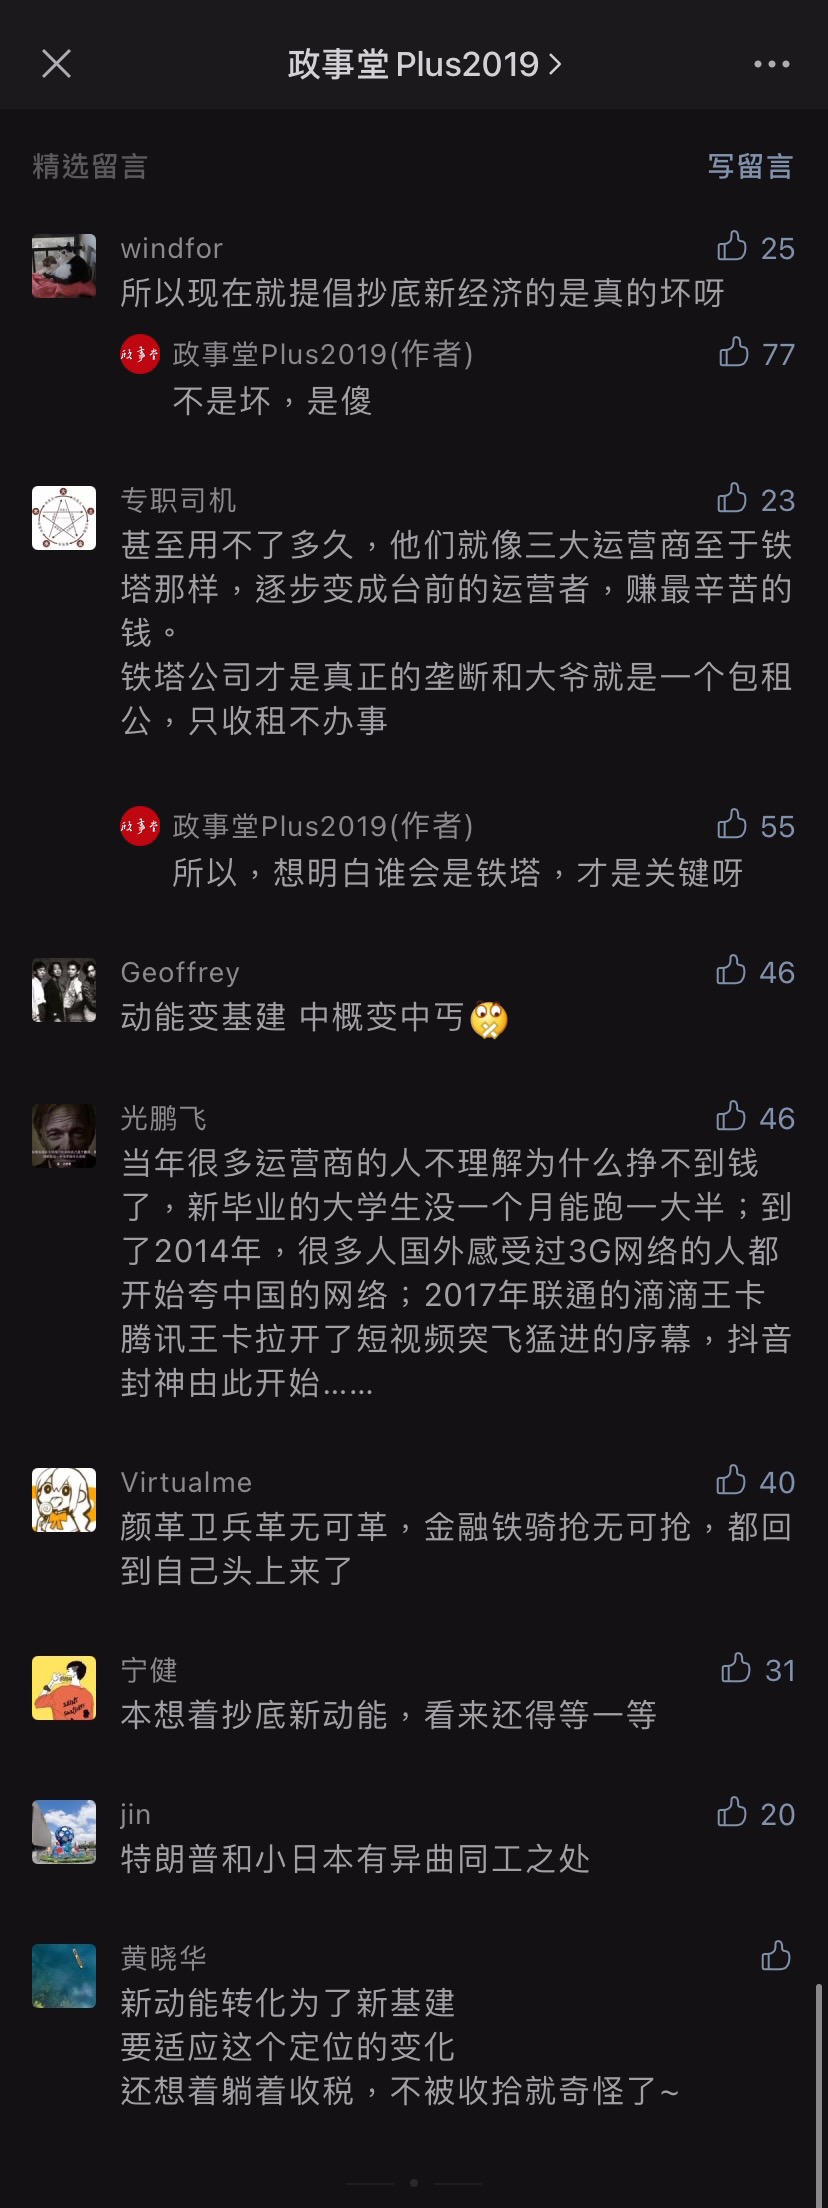 政事堂Plus2019
精选留言 写留言
windfor 25
所以现在就提倡抄底新经济的是真的坏呀
政事堂Plus2019(作者) 77
不是坏，是傻
专职司机 23
甚至用不了多久，他们就像三大运营商至于铁
塔那样，逐步变成台前的运营者，赚最辛苦的
钱。
铁塔公司才是真正的垄断和大爷就是一个包租
公，只收租不办事
政事堂Plus2019(作者) 55
所以，想明白谁会是铁塔，才是关键呀
Geoffrey 46
动能变基建 中概变中丐🤫
光鹏飞 46
当年很多运营商的人不理解为什么挣不到钱
了，新毕业的大学生没一个月能跑一大半；到
了2014年，很多人国外感受过3G网络的人都
开始夸中国的网络；2017年联通的滴滴王卡
腾讯王卡拉开了短视频突飞猛进的序幕，抖音
封神由此开始……
Virtualme 40
颜革卫兵革无可革，金融铁骑抢无可抢，都回
到自己头上来了
宁健 31
本想着抄底新动能，看来还得等一等
jin 20
特朗普和小日本有异曲同工之处
黄晓华
新动能转化为了新基建
要适应这个定位的变化
还想着躺着收税，不被收拾就奇怪了~